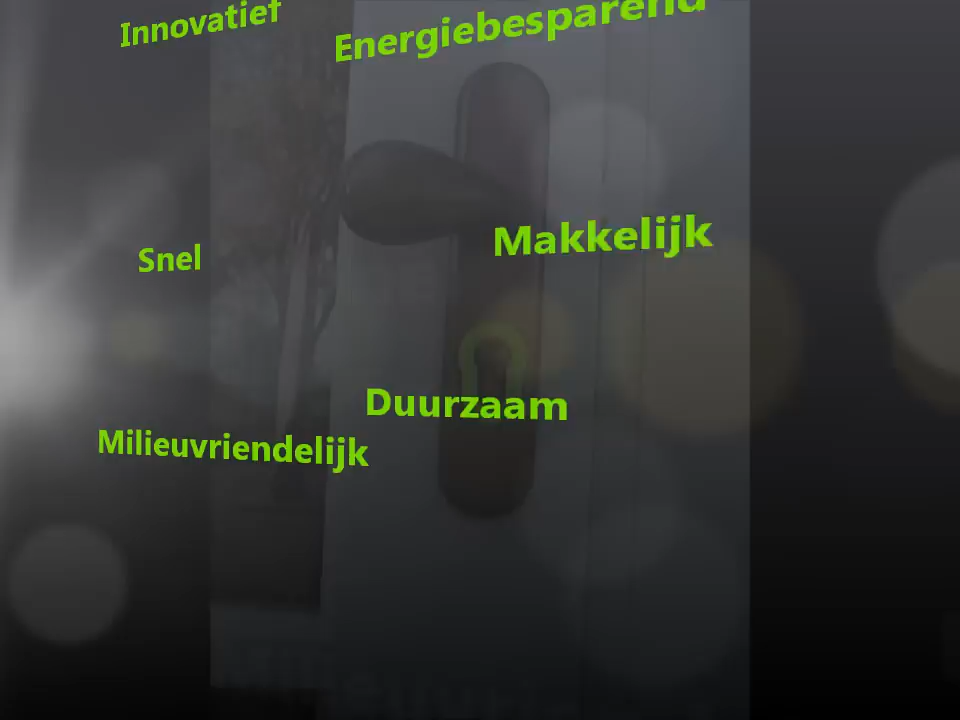 Innovatief
Energiebesparend
Snel
Makkelijk
Duurzaam
Milieuvriendelijk